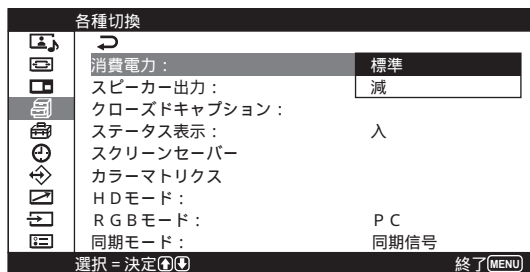 各種切換
消費電力： 標準
スピーカー出力： 減
クローズドキャプション：
ステータス表示： 入
スクリーンセーバー
カラーマトリクス
ＨＤモード：
ＲＧＢモード： ＰＣ
同期モード： 同期信号
選択＝決定 終了MENU